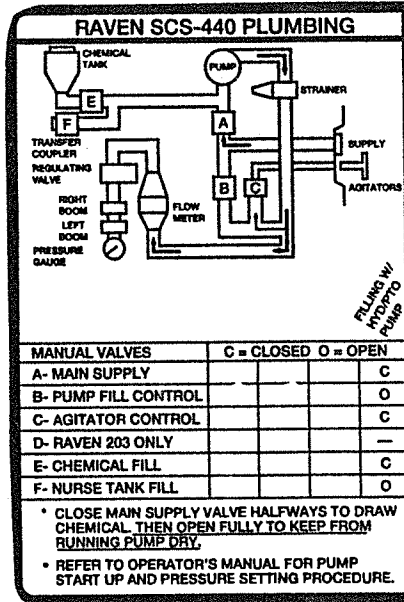 RAVEN SCS-440 PLUMBING
CHEMICAL
TANK
PUMP
STRAINER
E
F
A
TRANSFER
COUPLER
SUPPLY
REGULATING
VALVE
AGITATORS
B
C
RIGHT
BOOM
FLOW
METER
LEFT
BOOM
PRESSURE
GAUGE
FILLING W/
HYD/PTO
PUMP
MANUAL VALVES C = CLOSED O = OPEN
A- MAIN SUPPLY C
B- PUMP FILL CONTROL O
C- AGITATOR CONTROL C
D- RAVEN 203 ONLY —
E- CHEMICAL FILL C
F- NURSE TANK FILL O
* CLOSE MAIN SUPPLY VALVE HALFWAYS TO DRAW
CHEMICAL. THEN OPEN FULLY TO KEEP FROM
RUNNING PUMP DRY.
• REFER TO OPERATOR'S MANUAL FOR PUMP
START UP AND PRESSURE SETTING PROCEDURE.